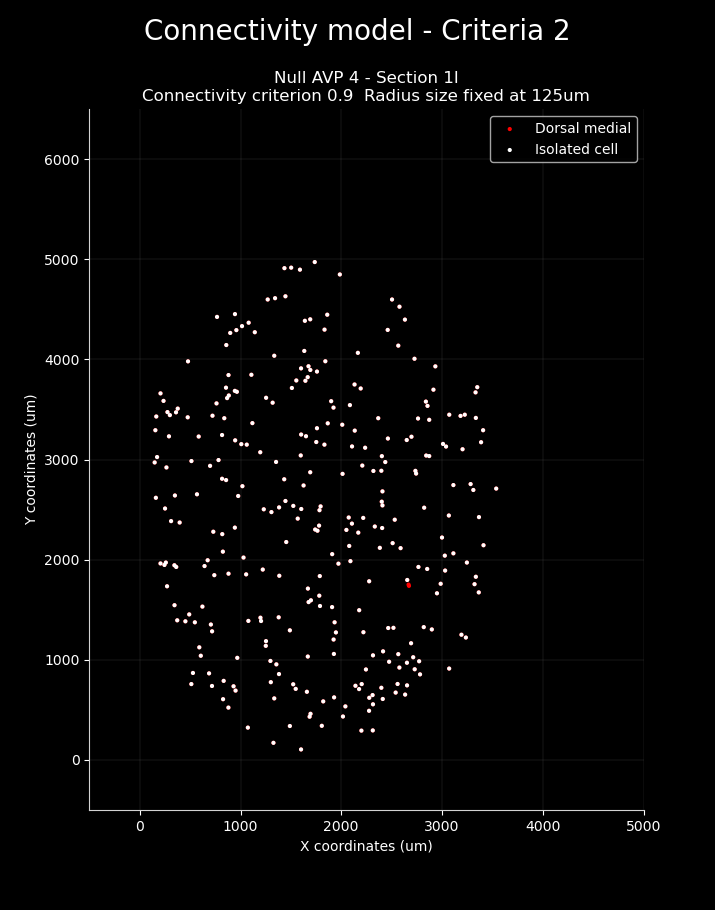 Connectivity model - Criteria 2
Null AVP 4 - Section 1l
Connectivity criterion 0.9  Radius size fixed at 125um
Dorsal medial
Isolated cell
6000
5000
4000
3000
2000
1000
0
Y coordinates (um)
0 1000 2000 3000 4000 5000
X coordinates (um)